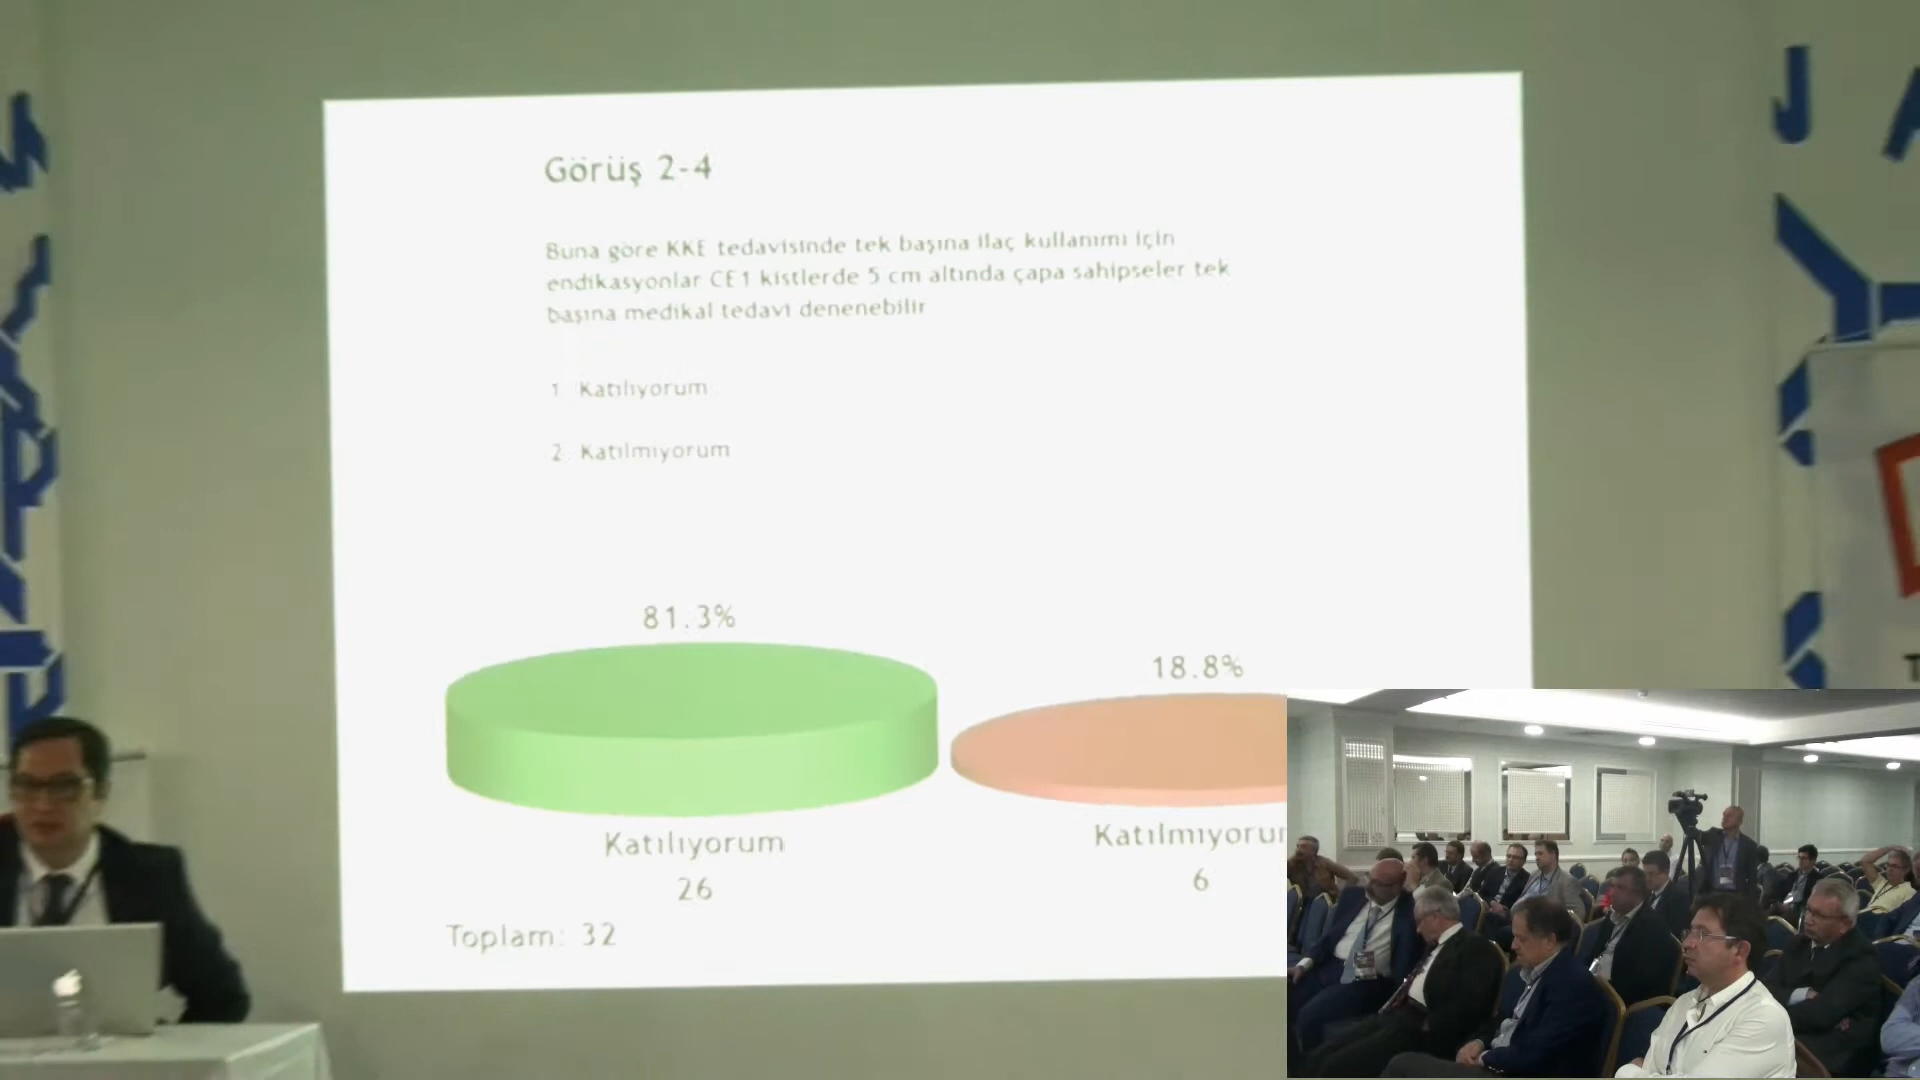 Görüş 2-4
Buna göre KKE tedavisinde tek başına ilaç kullanımı için
endikasyonlar CE1 kistlerde 5 cm altında çapa sahipseler tek
başına medikal tedavi denenebilir
1. Katılıyorum
2. Katılmıyorum
81.3%
18.8%
Katılıyorum
Katılmıyorum
26
6
Toplam: 32
J A